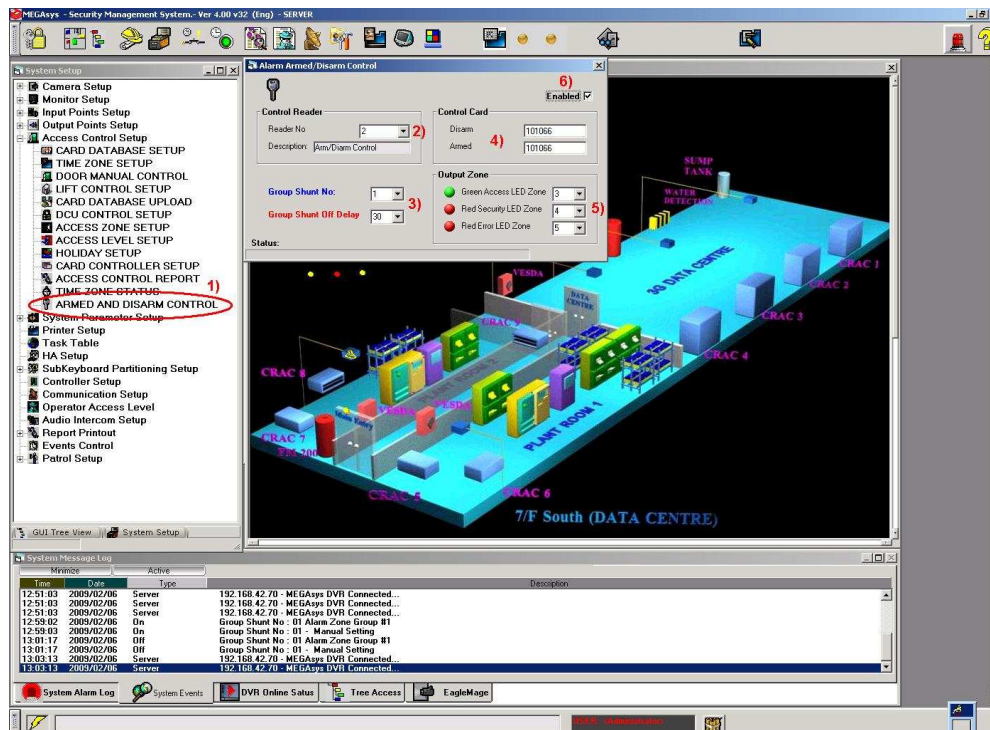 MEGAsys - Security Management System.- Ver 4.00 v32 (Eng) - SERVER
System Setup
Camera Setup
Monitor Setup
Input Points Setup
Output Points Setup
Access Control Setup
CARD DATABASE SETUP
TIME ZONE SETUP
DOOR MANUAL CONTROL
LIFT CONTROL SETUP
CARD DATABASE UPLOAD
DCU CONTROL SETUP
ACCESS ZONE SETUP
ACCESS LEVEL SETUP
HOLIDAY SETUP
CARD CONTROLLER SETUP
ACCESS CONTROL REPORT
TIME ZONE STATUS
1)
ARMED AND DISARM CONTROL
System Parameter Setup
Printer Setup
Task Table
HA Setup
SubKeyboard Partitioning Setup
Controller Setup
Communication Setup
Operator Access Level
Audio Intercom Setup
Report Printout
Events Control
Patrol Setup
GUI Tree View
System Setup
Alarm Armed/Disarm Control
6)
Enabled
Control Reader
Reader No 2 2)
Description: Arm/Diarm Control
Control Card
Disarm 101066
4)
Armed 101066
Group Shunt No: 1
3)
Group Shunt Off Delay 30
Output Zone
Green Access LED Zone 3
Red Security LED Zone 4 5)
Red Error LED Zone 5
Status:
SUMP TANK
WATER DETECTION
3G DATA CENTRE
CRAC 1
CRAC 2
CRAC 3
CRAC 4
VESDA
DATA CENTRE
CRAC 8
PLANT ROOM 2
VESDA
VESDA
Main Entry
CRAC 7
PLANT ROOM 1
CRAC 5
CRAC 6
7/F South (DATA CENTRE)
System Message Log
Minimize Active
Time Date Type Description
12:51:03 2009/02/06 Server 192.168.42.70 - MEGAsys DVR Connected...
12:51:03 2009/02/06 Server 192.168.42.70 - MEGAsys DVR Connected...
12:51:03 2009/02/06 Server 192.168.42.70 - MEGAsys DVR Connected...
12:59:02 2009/02/06 On Group Shunt No : 01 Alarm Zone Group #1
12:59:03 2009/02/06 On Group Shunt No : 01 - Manual Setting
13:01:17 2009/02/06 Off Group Shunt No : 01 Alarm Zone Group #1
13:01:17 2009/02/06 Off Group Shunt No : 01 - Manual Setting
13:03:13 2009/02/06 Server 192.168.42.70 - MEGAsys DVR Connected...
13:03:13 2009/02/06 Server 192.168.42.70 - MEGAsys DVR Connected...
System Alarm Log
System Events
DVR Online Satus
Tree Access
EagleMage
USER (Administrator)